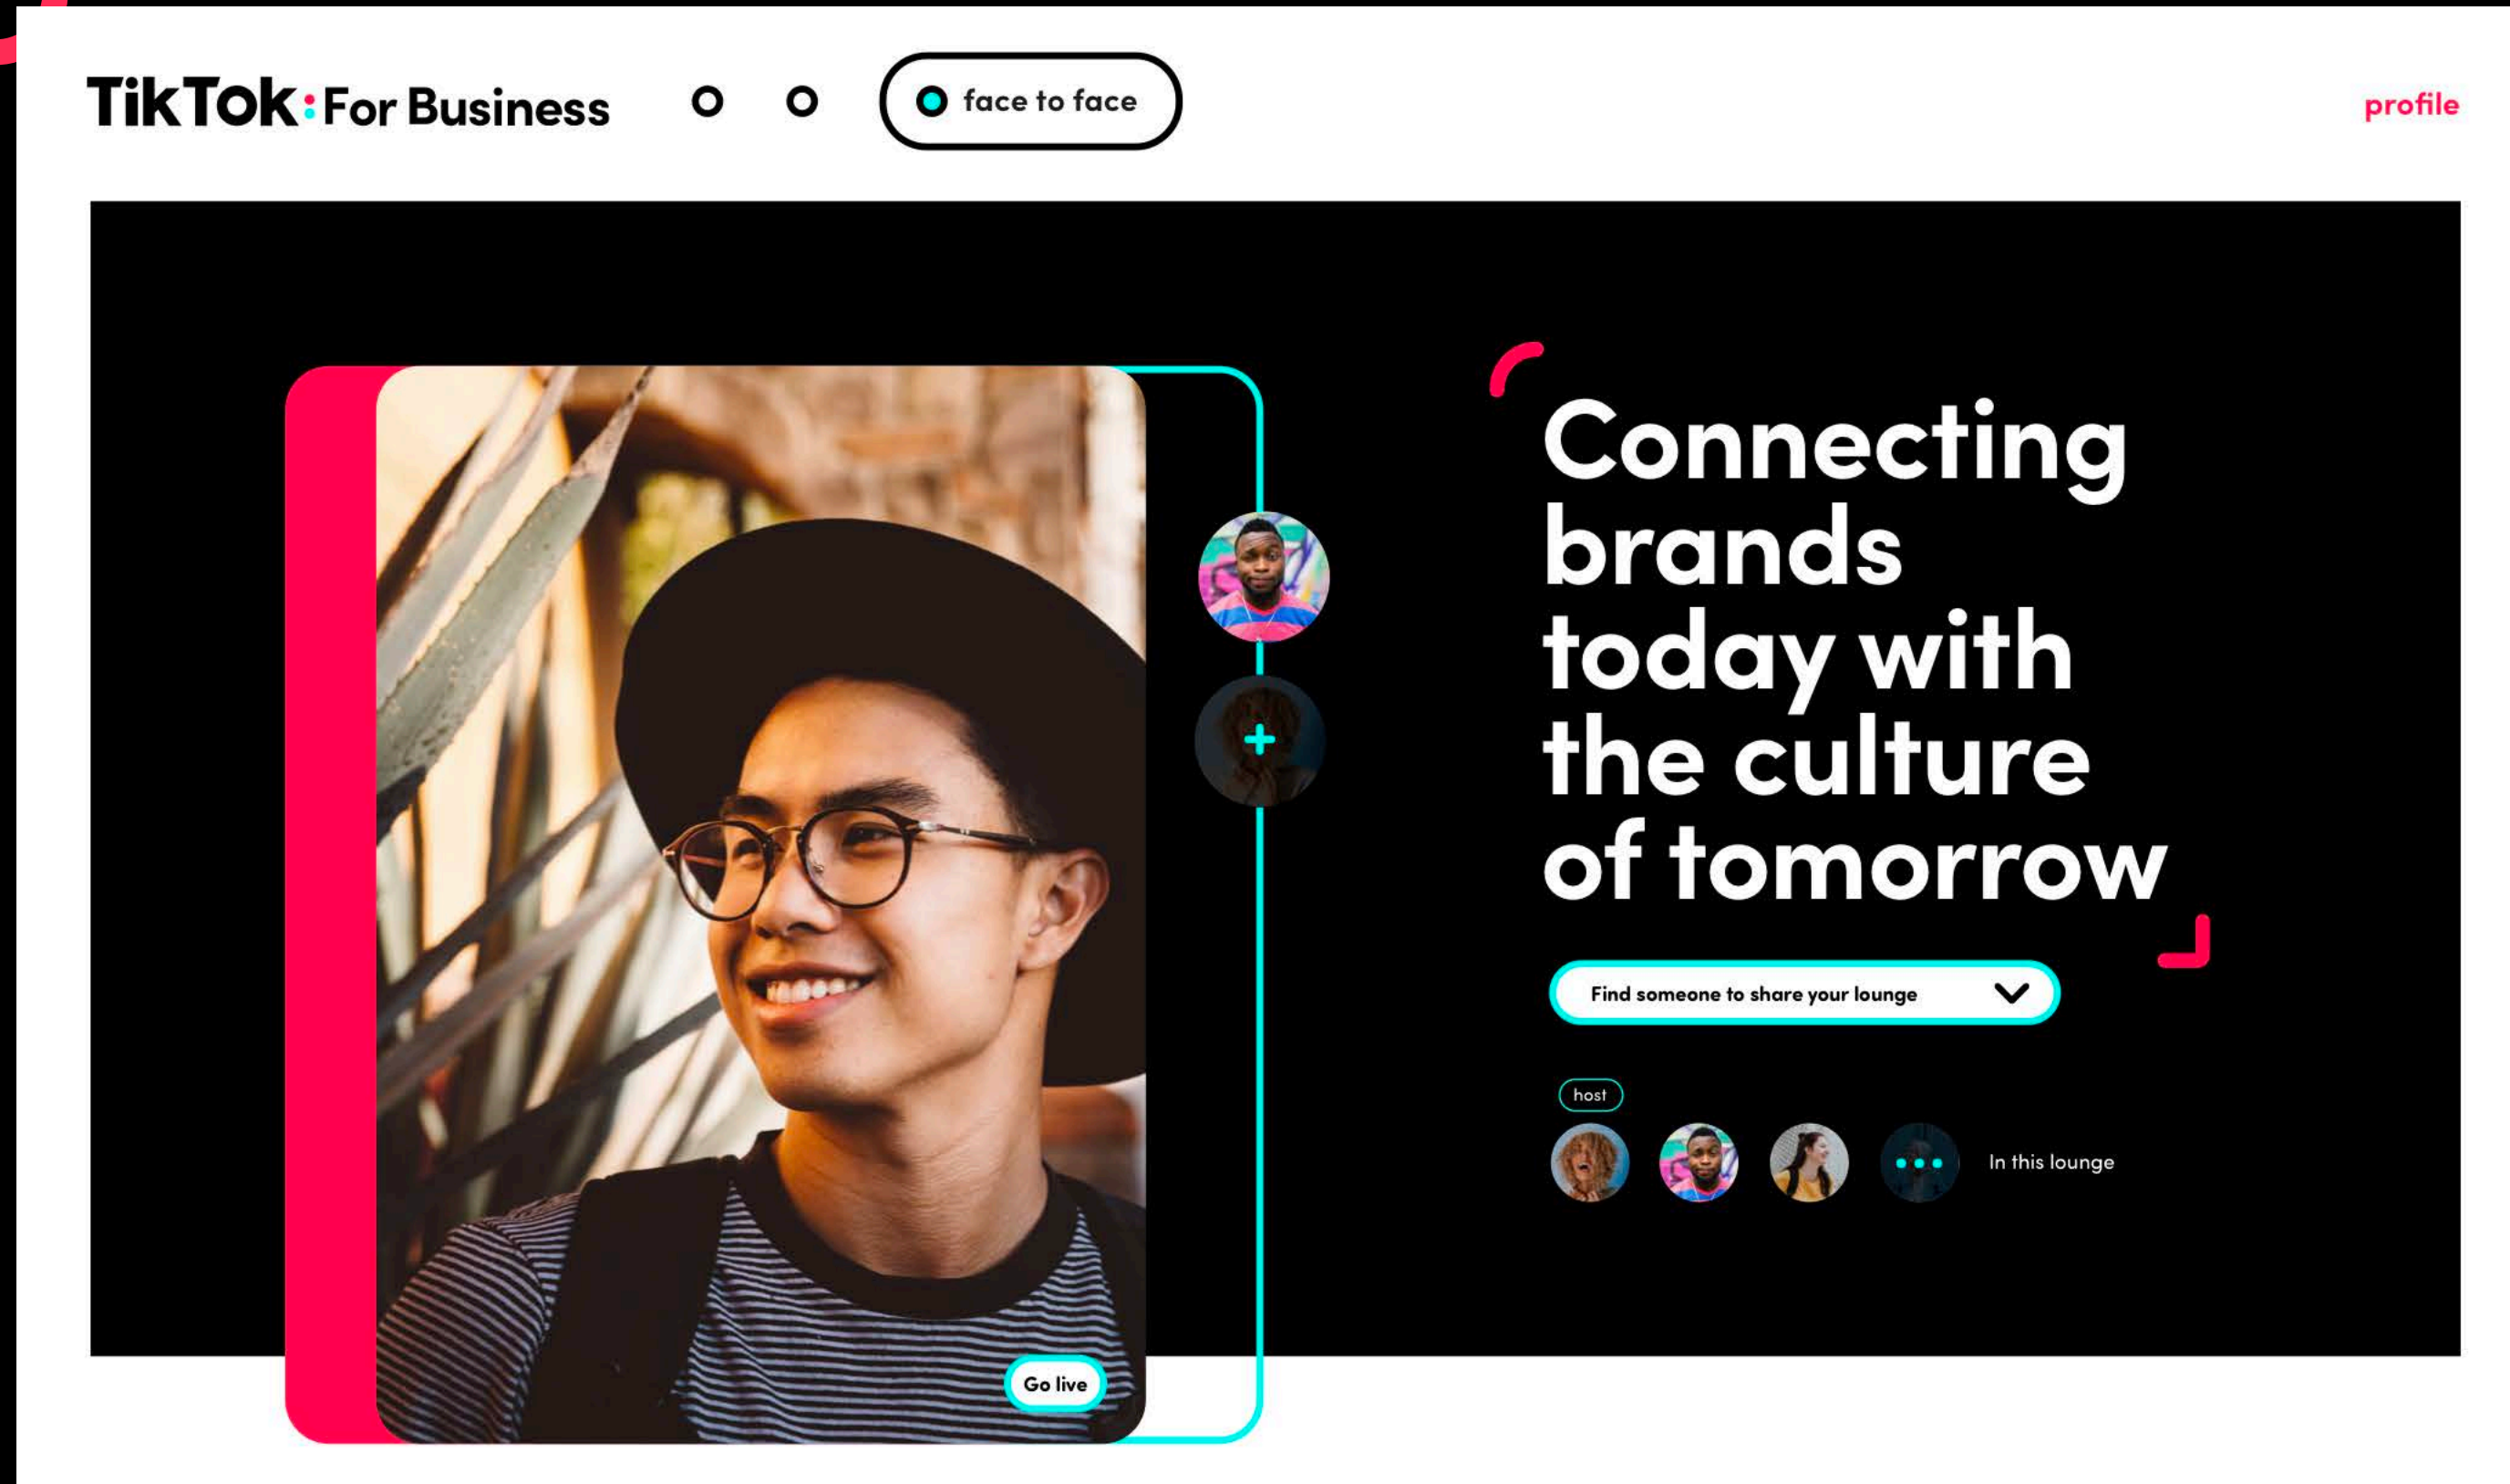 TikTok: For Business
face to face
profile
Connecting
brands
today with
the culture
of tomorrow
Find someone to share your lounge
host
In this lounge
Go live